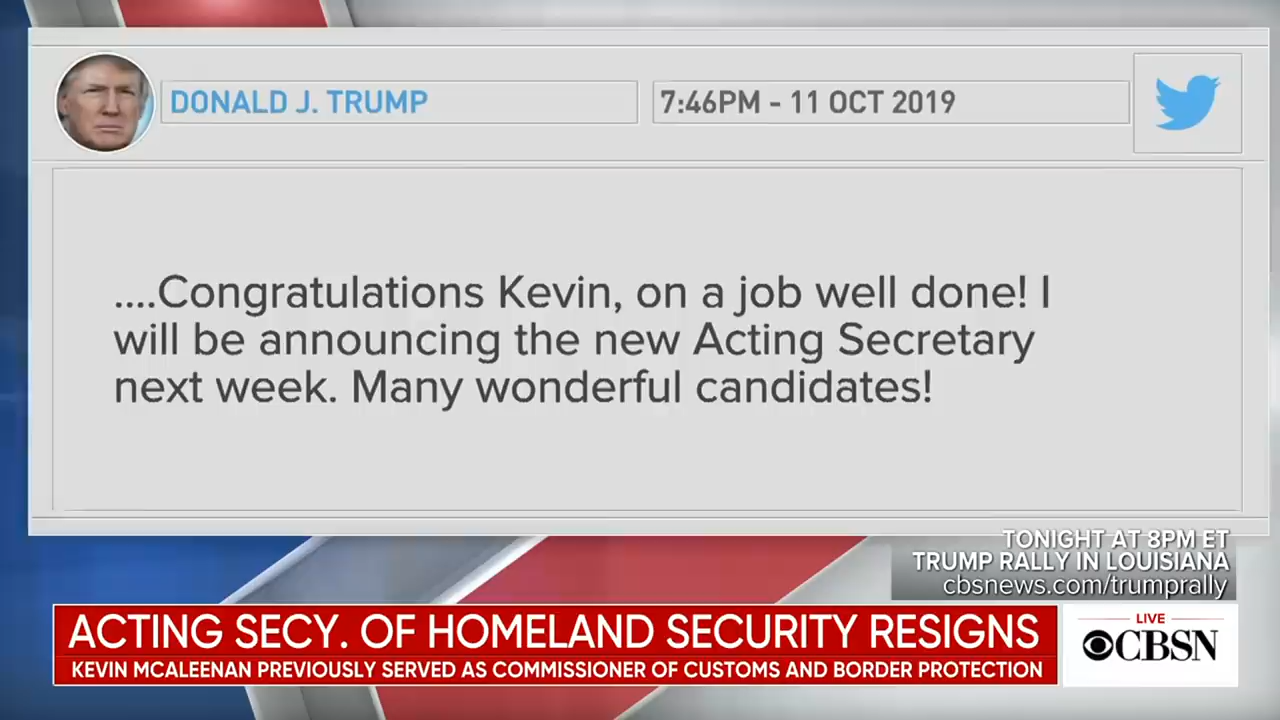 DONALD J. TRUMP
7:46PM - 11 OCT 2019
....Congratulations Kevin, on a job well done! I
will be announcing the new Acting Secretary
next week. Many wonderful candidates!
TONIGHT AT 8PM ET
TRUMP RALLY IN LOUISIANA
cbsnews.com/trumprally
ACTING SECY. OF HOMELAND SECURITY RESIGNS
KEVIN MCALEENAN PREVIOUSLY SERVED AS COMMISSIONER OF CUSTOMS AND BORDER PROTECTION
LIVE
CBSN